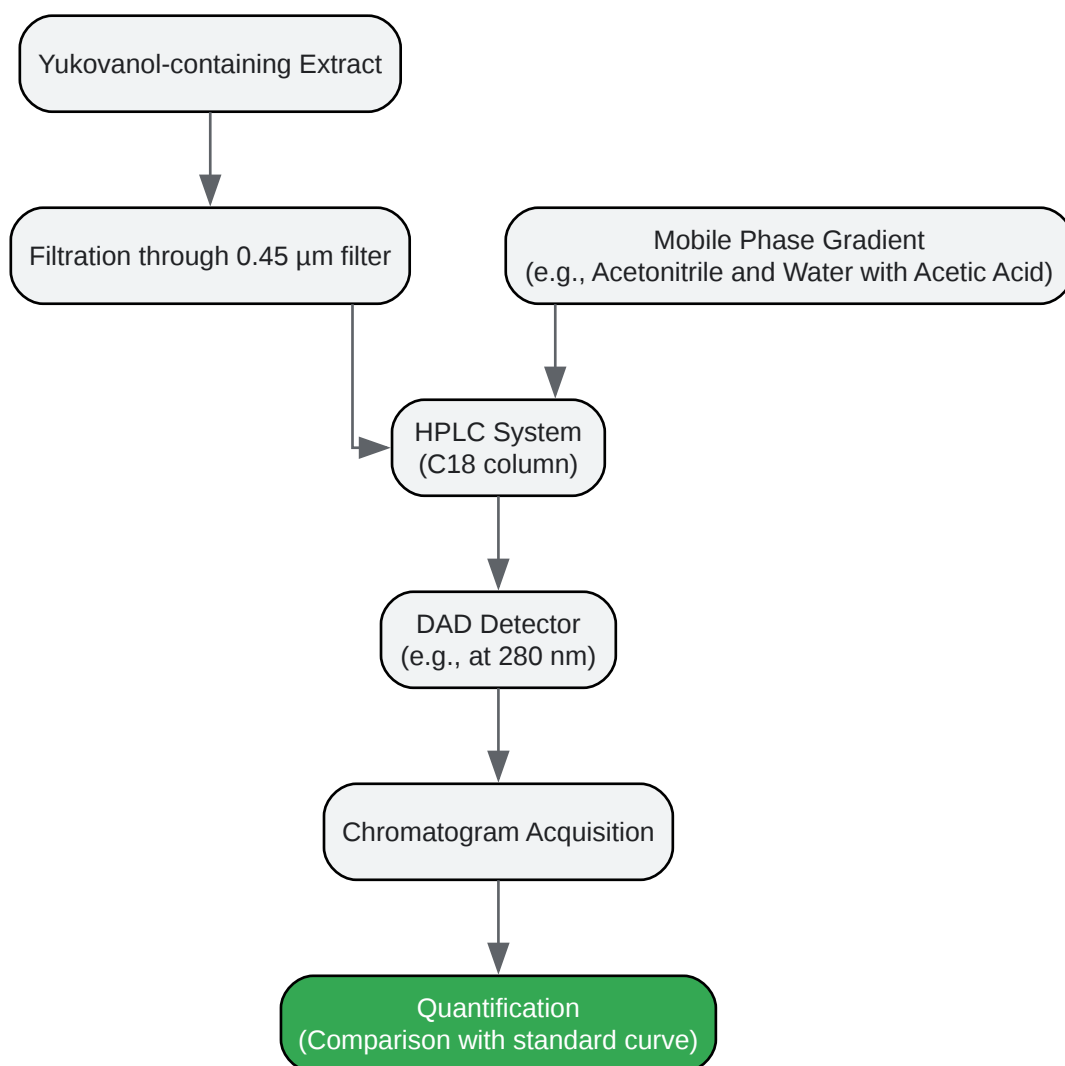 Yukovanol-containing Extract
Filtration through 0.45 µm filter
Mobile Phase Gradient
(e.g., Acetonitrile and Water with Acetic Acid)
HPLC System
(C18 column)
DAD Detector
(e.g., at 280 nm)
Chromatogram Acquisition
Quantification
(Comparison with standard curve)